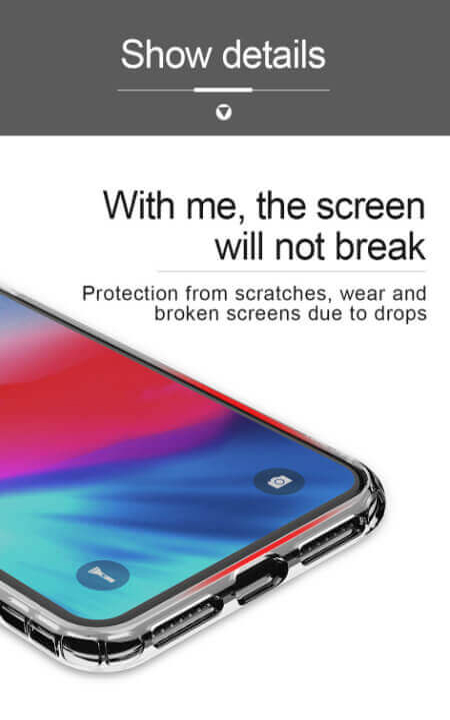 Show details
With me, the screen
will not break
Protection from scratches, wear and
broken screens due to drops